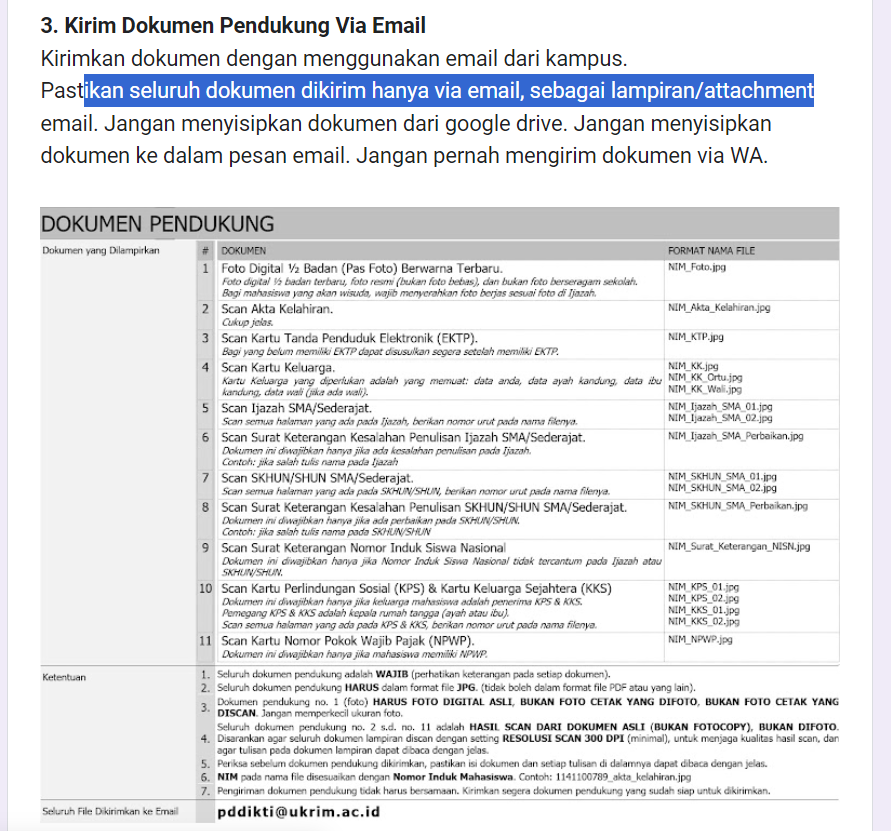 3. Kirim Dokumen Pendukung Via Email
Kirimkan dokumen dengan menggunakan email dari kampus.
Pastikan seluruh dokumen dikirim hanya via email, sebagai lampiran/attachment
email. Jangan menyisipkan dokumen dari google drive. Jangan menyisipkan
dokumen ke dalam pesan email. Jangan pernah mengirim dokumen via WA.
DOKUMEN PENDUKUNG
Dokumen yang Dilampirkan # DOKUMEN FORMAT NAMA FILE
1 Foto Digital ½ Badan (Pas Foto) Berwarna Terbaru. NIM_Foto.jpg
Foto digital ½ badan terbaru, foto resmi (bukan foto bebas), dan bukan foto berseragam sekolah.
Bagi mahasiswa yang akan wisuda, wajib menyerahkan foto berjas sesuai foto di Ijazah.
2 Scan Akta Kelahiran. NIM_Akta_Kelahiran.jpg
Cukup jelas.
3 Scan Kartu Tanda Penduduk Elektronik (EKTP). NIM_KTP.jpg
Bagi yang belum memiliki EKTP dapat disusulkan segera setelah memiliki EKTP.
4 Scan Kartu Keluarga. NIM_KK.jpg
Kartu Keluarga yang diperlukan adalah yang memuat: data anda, data ayah kandung, data ibu NIM_KK_Ortu.jpg
kandung, data wali (jika ada wali). NIM_KK_Wali.jpg
5 Scan Ijazah SMA/Sederajat. NIM_Ijazah_SMA_01.jpg
Scan semua halaman yang ada pada Ijazah, berikan nomor urut pada nama filenya. NIM_Ijazah_SMA_02.jpg
6 Scan Surat Keterangan Kesalahan Penulisan Ijazah SMA/Sederajat. NIM_Ijazah_SMA_Perbaikan.jpg
Dokumen ini diwajibkan hanya jika ada kesalahan penulisan pada Ijazah.
Contoh: jika salah tulis nama pada Ijazah
7 Scan SKHUN/SHUN SMA/Sederajat. NIM_SKHUN_SMA_01.jpg
Scan semua halaman yang ada pada SKHUN/SHUN, berikan nomor urut pada nama filenya. NIM_SKHUN_SMA_02.jpg
8 Scan Surat Keterangan Kesalahan Penulisan SKHUN/SHUN SMA/Sederajat. NIM_SKHUN_SMA_Perbaikan.jpg
Dokumen ini diwajibkan hanya jika ada perbaikan pada SKHUN/SHUN.
Contoh: jika salah tulis nama pada SKHUN/SHUN
9 Scan Surat Keterangan Nomor Induk Siswa Nasional NIM_Surat_Keterangan_NISN.jpg
Dokumen ini diwajibkan hanya jika Nomor Induk Siswa Nasional tidak tercantum pada Ijazah atau
SKHUN/SHUN.
10 Scan Kartu Perlindungan Sosial (KPS) & Kartu Keluarga Sejahtera (KKS) NIM_KPS_01.jpg
Dokumen ini diwajibkan hanya jika keluarga mahasiswa adalah penerima KPS & KKS. NIM_KPS_02.jpg
Pemegang KPS & KKS adalah kepala rumah tangga (ayah atau ibu). NIM_KKS_01.jpg
Scan semua halaman yang ada pada KPS & KKS, berikan nomor urut pada nama filenya. NIM_KKS_02.jpg
11 Scan Kartu Nomor Pokok Wajib Pajak (NPWP). NIM_NPWP.jpg
Dokumen ini diwajibkan hanya jika mahasiswa memiliki NPWP.
Ketentuan 1. Seluruh dokumen pendukung adalah WAJIB (perhatikan keterangan pada setiap dokumen).
2. Seluruh dokumen pendukung HARUS dalam format file JPG. (tidak boleh dalam format file PDF atau yang lain).
3. Dokumen pendukung no. 1 (foto) HARUS FOTO DIGITAL ASLI, BUKAN FOTO CETAK YANG DIFOTO, BUKAN FOTO CETAK YANG
DISCAN. Jangan memperkecil ukuran foto.
Seluruh dokumen pendukung no. 2 s.d. no. 11 adalah HASIL SCAN DARI DOKUMEN ASLI (BUKAN FOTOCOPY), BUKAN DIFOTO.
4. Disarankan agar seluruh dokumen lampiran discan dengan setting RESOLUSI SCAN 300 DPI (minimal), untuk menjaga kualitas hasil scan, dan
agar tulisan pada dokumen lampiran dapat dibaca dengan jelas.
5. Periksa sebelum dokumen pendukung dikirimkan, pastikan isi dokumen dan setiap tulisan di dalamnya dapat dibaca dengan jelas.
6. NIM pada nama file disesuaikan dengan Nomor Induk Mahasiswa. Contoh: 1141100789_akta_kelahiran.jpg
7. Pengiriman dokumen pendukung tidak harus bersamaan. Kirimkan segera dokumen pendukung yang sudah siap untuk dikirimkan.
Seluruh File Dikirimkan ke Email pddikti@ukrim.ac.id